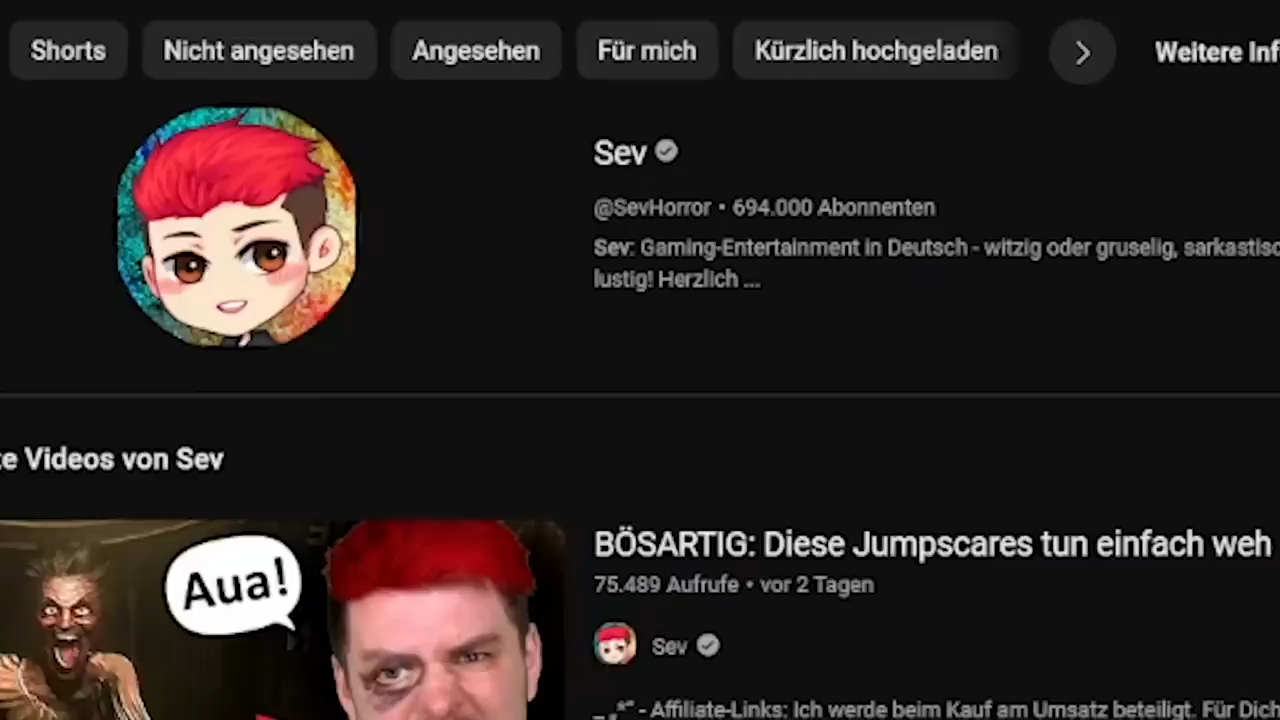 Shorts
Nicht angesehen
Angesehen
Für mich
Kürzlich hochgeladen
Weitere Inf
Sev
@SevHorror • 694.000 Abonnenten
Sev: Gaming-Entertainment in Deutsch - witzig oder gruselig, sarkastisc
lustig! Herzlich ...
te Videos von Sev
Aua!
BÖSARTIG: Diese Jumpscares tun einfach weh
75.489 Aufrufe • vor 2 Tagen
Sev
- Affiliate-Links: Ich werde beim Kauf am Umsatz beteiligt. Für Dich